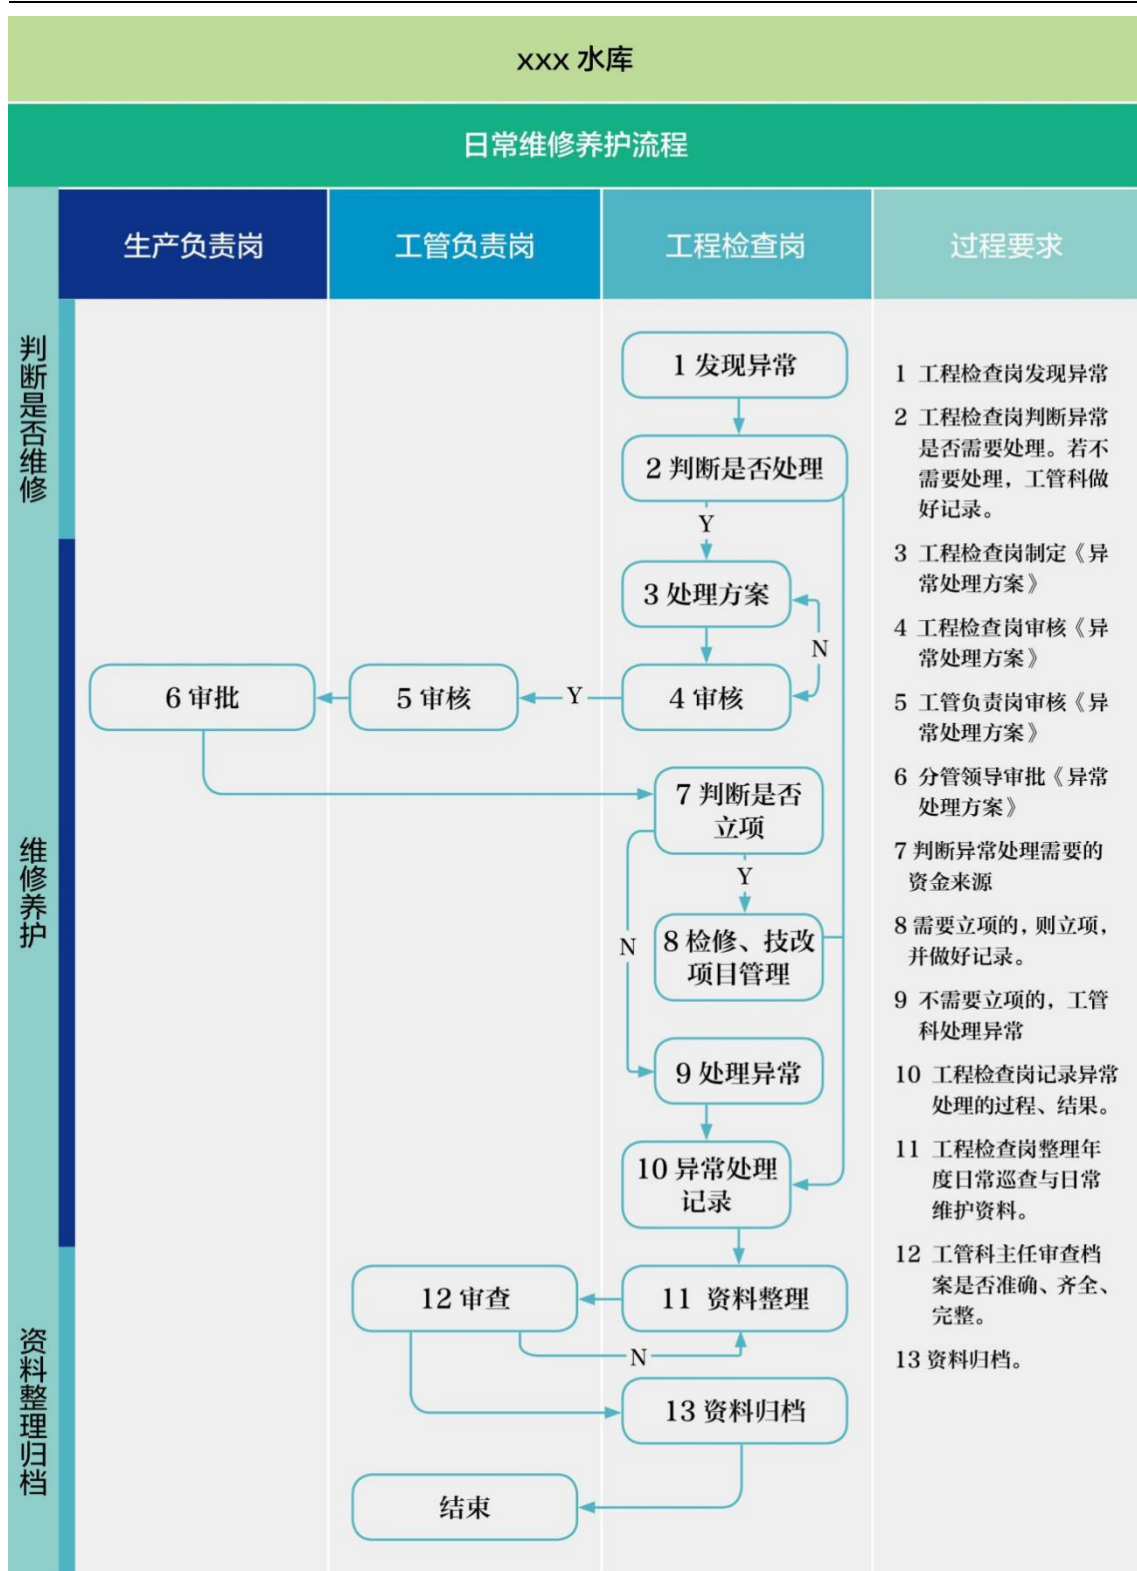 xxx 水库
日常维修养护流程
生产负责岗
工管负责岗
工程检查岗
过程要求
判断是否维修
1 发现异常
2 判断是否处理
Y
维修养护
3 处理方案
N
4 审核
Y
5 审核
6 审批
7 判断是否
立项
Y
N
8 检修、技改
项目管理
9 处理异常
10 异常处理
记录
资料整理归档
11 资料整理
12 审查
N
13 资料归档
结束
1 工程检查岗发现异常
2 工程检查岗判断异常
是否需要处理。若不
需要处理，工管科做
好记录。
3 工程检查岗制定《异
常处理方案》
4 工程检查岗审核《异
常处理方案》
5 工管负责岗审核《异
常处理方案》
6 分管领导审批《异常
处理方案》
7 判断异常处理需要的
资金来源
8 需要立项的，则立项，
并做好记录。
9 不需要立项的，工管
科处理异常
10 工程检查岗记录异常
处理的过程、结果。
11 工程检查岗整理年
度日常巡查与日常
维护资料。
12 工管科主任审查档
案是否准确、齐全、
完整。
13 资料归档。